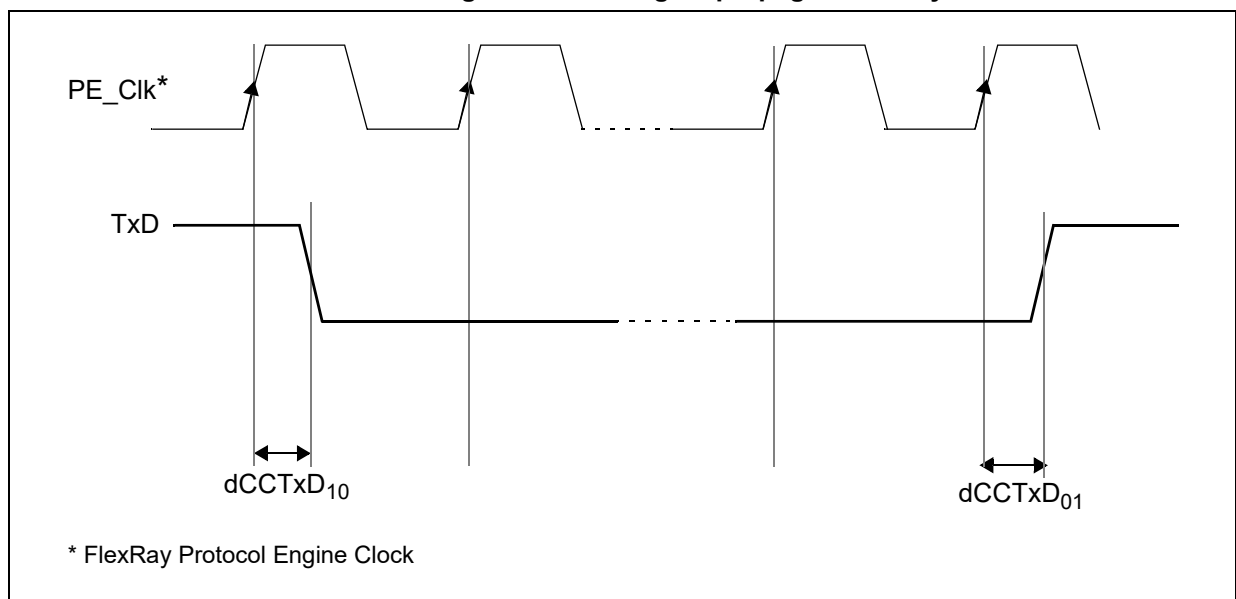 PE_Clk*
TxD
dCCTxD10
dCCTxD01
* FlexRay Protocol Engine Clock